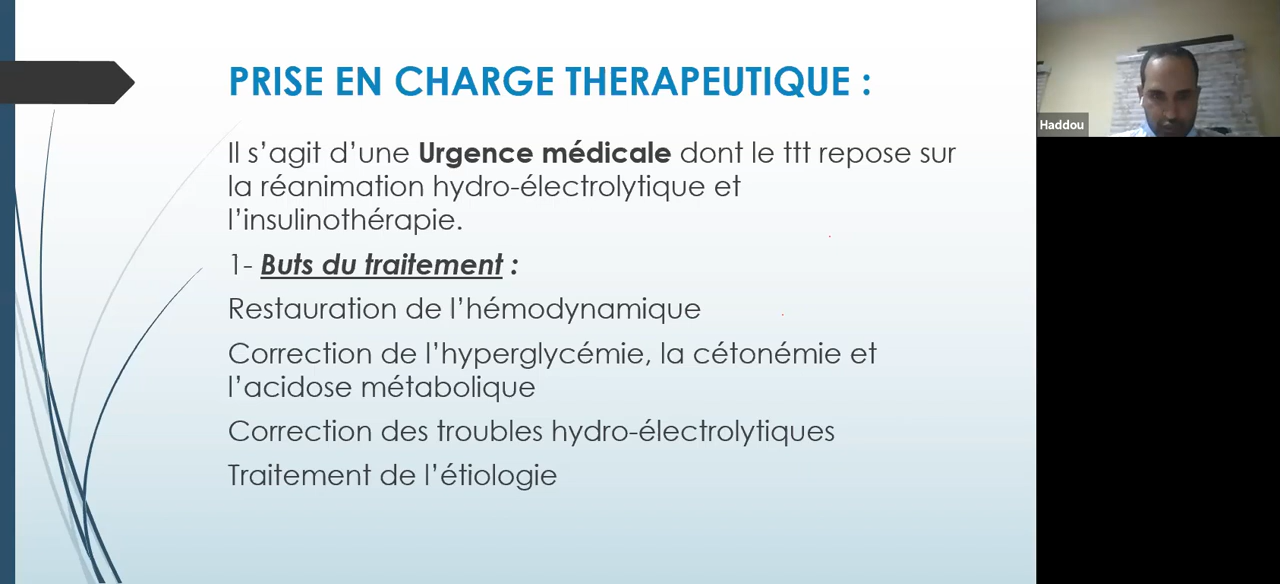 PRISE EN CHARGE THERAPEUTIQUE :
Il s’agit d’une Urgence médicale dont le ttt repose sur
la réanimation hydro-électrolytique et
l’insulinothérapie.
1- Buts du traitement :
Restauration de l’hémodynamique
Correction de l’hyperglycémie, la cétonémie et
l’acidose métabolique
Correction des troubles hydro-électrolytiques
Traitement de l’étiologie
Haddou